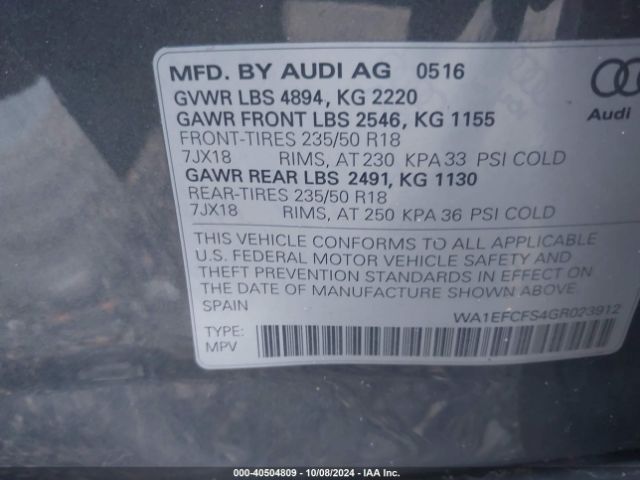 MFD. BY AUDI AG 0516
GVWR LBS 4894, KG 2220
GAWR FRONT LBS 2546, KG 1155
FRONT-TIRES 235/50 R18
7JX18 RIMS, AT 230 KPA 33 PSI COLD
GAWR REAR LBS 2491, KG 1130
REAR-TIRES 235/50 R18
7JX18 RIMS, AT 250 KPA 36 PSI COLD
Audi
THIS VEHICLE CONFORMS TO ALL APPLICABLE
U.S. FEDERAL MOTOR VEHICLE SAFETY AND
THEFT PREVENTION STANDARDS IN EFFECT ON
THE DATE OF MANUFACTURE SHOWN ABOVE.
SPAIN
WA1EFCFS4GR023912
TYPE:
MPV
000-40504809 - 10/08/2024 - IAA Inc.